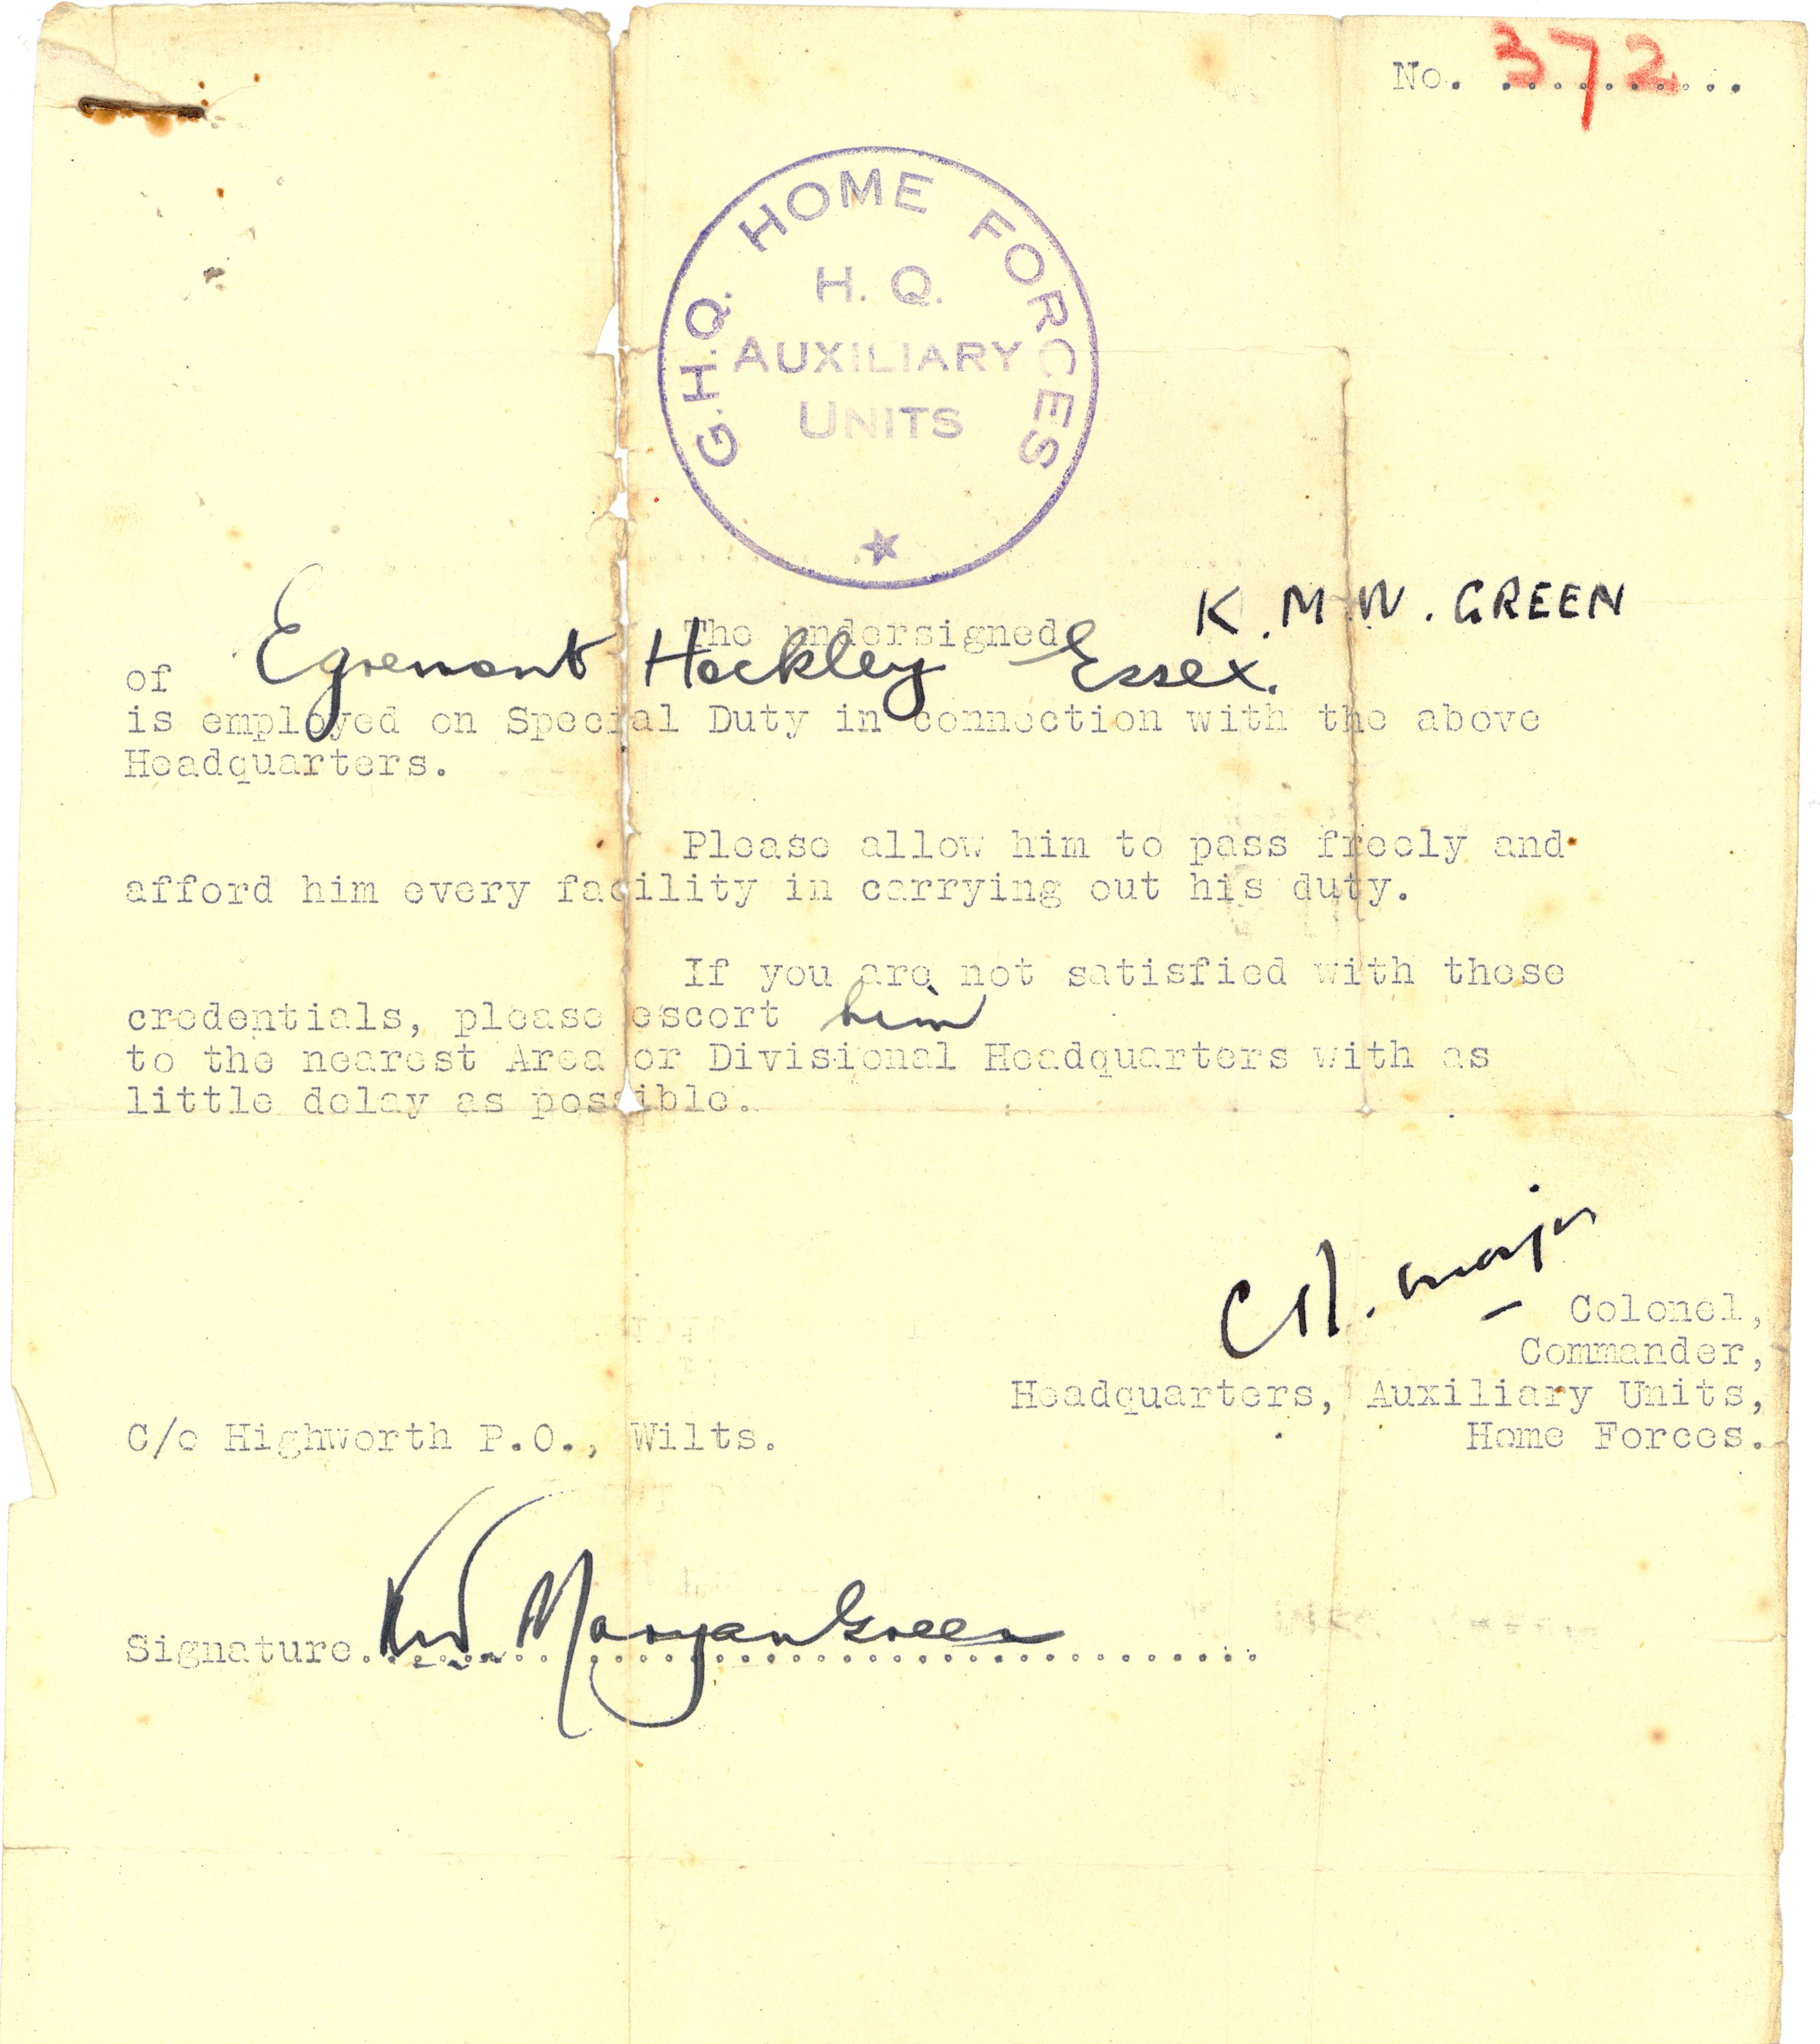 No. 372
G.H.Q. HOME FORCES
H. Q.
AUXILIARY
UNITS
The undersigned K. M. W. GREEN
of Egremont Hockley Essex.
is employed on Special Duty in connection with the above
Headquarters.
Please allow him to pass freely and
afford him every facility in carrying out his duty.
If you are not satisfied with these
credentials, please escort him
to the nearest Area or Divisional Headquarters with as
little delay as possible.
major
Colonel,
Commander,
Headquarters, Auxiliary Units,
Home Forces.
C/o Highworth P.O., Wilts.
Signature. Maryan Green